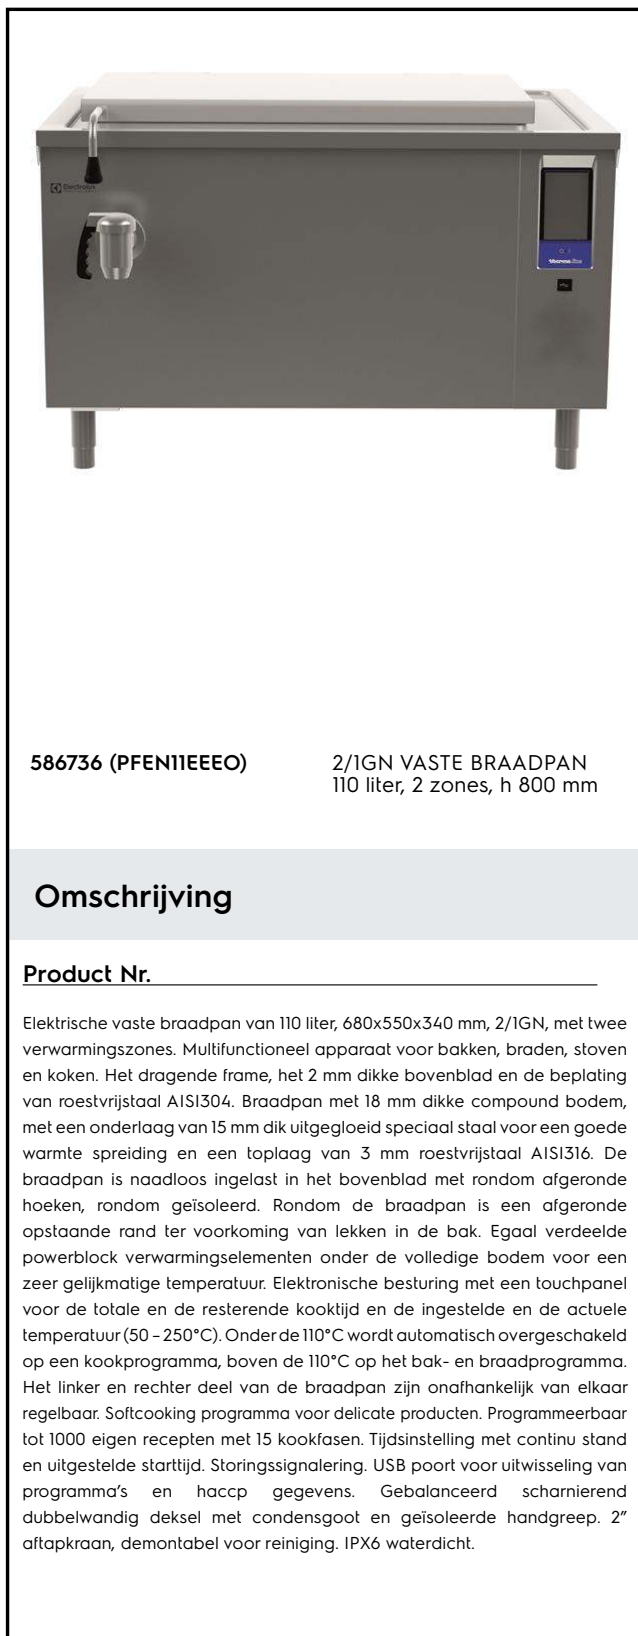 Electrolux
thermaline
586736 (PFEN11EEEO)
2/1GN VASTE BRAADPAN
110 liter, 2 zones, h 800 mm
Omschrijving
Product Nr.
Elektrische vaste braadpan van 110 liter, 680x550x340 mm, 2/1GN, met twee
verwarmingszones. Multifunctioneel apparaat voor bakken, braden, stoven
en koken. Het dragende frame, het 2 mm dikke bovenblad en de beplating
van roestvrijstaal AISI304. Braadpan met 18 mm dikke compound bodem,
met een onderlaag van 15 mm dik uitgegloeid speciaal staal voor een goede
warmte spreiding en een toplaag van 3 mm roestvrijstaal AISI316. De
braadpan is naadloos ingelast in het bovenblad met rondom afgeronde
hoeken, rondom geïsoleerd. Rondom de braadpan is een afgeronde
opstaande rand ter voorkoming van lekken in de bak. Egaal verdeelde
powerblock verwarmingselementen onder de volledige bodem voor een
zeer gelijkmatige temperatuur. Elektronische besturing met een touchpanel
voor de totale en de resterende kooktijd en de ingestelde en de actuele
temperatuur (50 – 250°C). Onder de 110°C wordt automatisch overgeschakeld
op een kookprogramma, boven de 110°C op het bak- en braadprogramma.
Het linker en rechter deel van de braadpan zijn onafhankelijk van elkaar
regelbaar. Softcooking programma voor delicate producten. Programmeerbaar
tot 1000 eigen recepten met 15 kookfasen. Tijdsinstelling met continu stand
en uitgestelde starttijd. Storingssignalering. USB poort voor uitwisseling van
programma's en haccp gegevens. Gebalanceerd scharnierend
dubbelwandig deksel met condensgoot en geïsoleerde handgreep. 2"
aftapkraan, demontabel voor reiniging. IPX6 waterdicht.